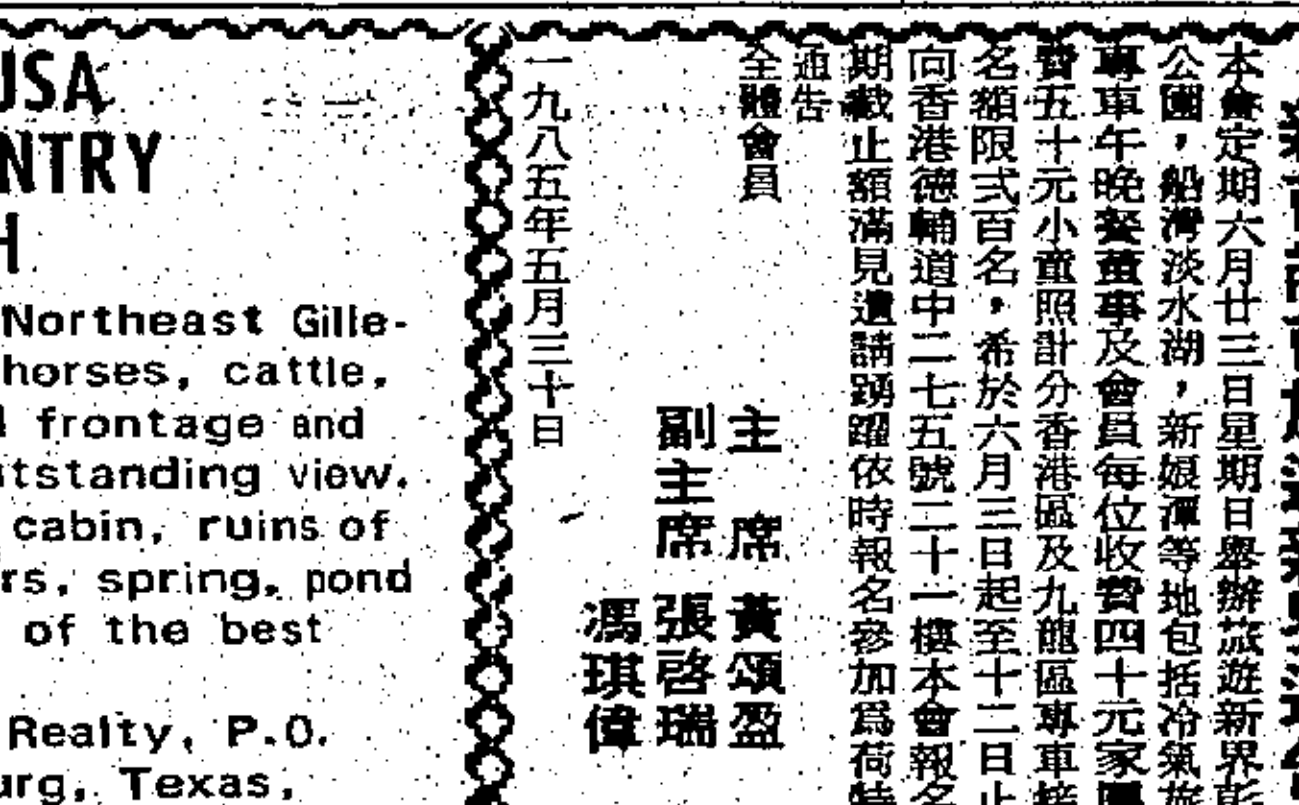 USA
NTRY
H
Northeast Gille-
horses, cattle,
frontage and
tstanding view.
cabin, ruins of
rs, spring, pond
of the best
Realty, P.O.
urg, Texas,
本會定期六月廿三日星期日舉辦旅遊新界彭
公園，船灣淡水湖，新娘潭等地包括冷氣旅
專車午晚餐董事及會員每位收費四十元家屬
費五十元小童照計分香港區及九龍區專車接
名額限弍百名，希於六月三日起至十二日止
向香港德輔道中二七五號二十一樓本會報名
期截止額滿見遺請踴躍依時報名參加爲荷特
通告
全體會員
主席 黃頌盈
副主席 張啓瑞
馮琪偉
一九八五年五月三十日